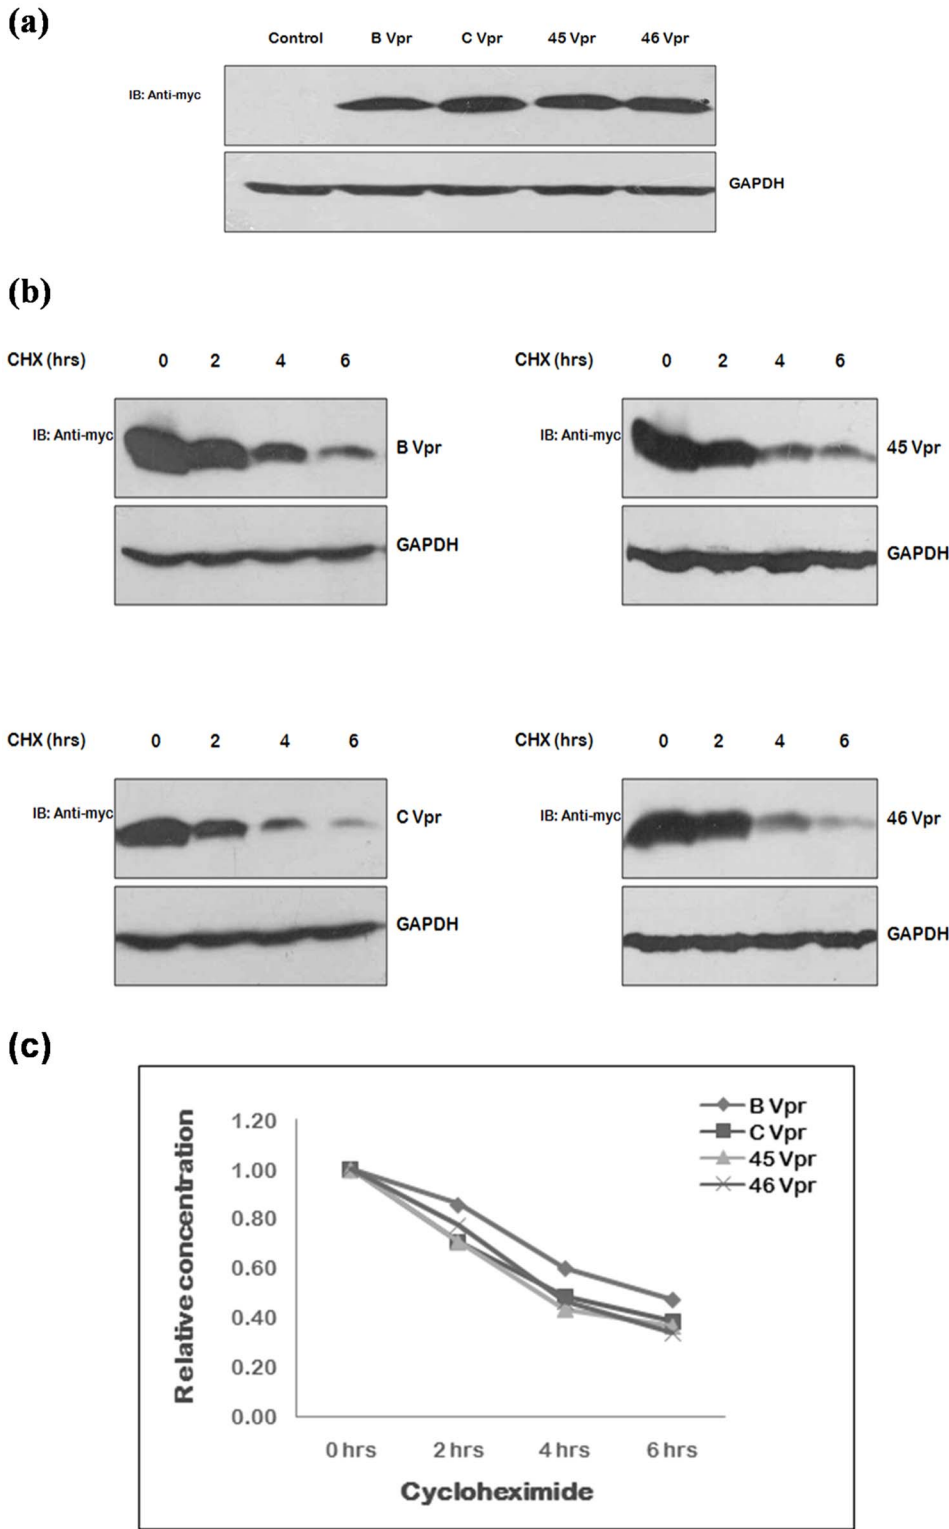 (a)
Control B Vpr C Vpr 45 Vpr 46 Vpr
IB: Anti-myc
GAPDH
(b)
CHX (hrs) 0 2 4 6
IB: Anti-myc
B Vpr
GAPDH
CHX (hrs) 0 2 4 6
IB: Anti-myc
45 Vpr
GAPDH
CHX (hrs) 0 2 4 6
IB: Anti-myc
C Vpr
GAPDH
CHX (hrs) 0 2 4 6
IB: Anti-myc
46 Vpr
GAPDH
(c)
Relative concentration
1.20
1.00
0.80
0.60
0.40
0.20
0.00
B Vpr
C Vpr
45 Vpr
46 Vpr
0 hrs 2 hrs 4 hrs 6 hrs
Cycloheximide